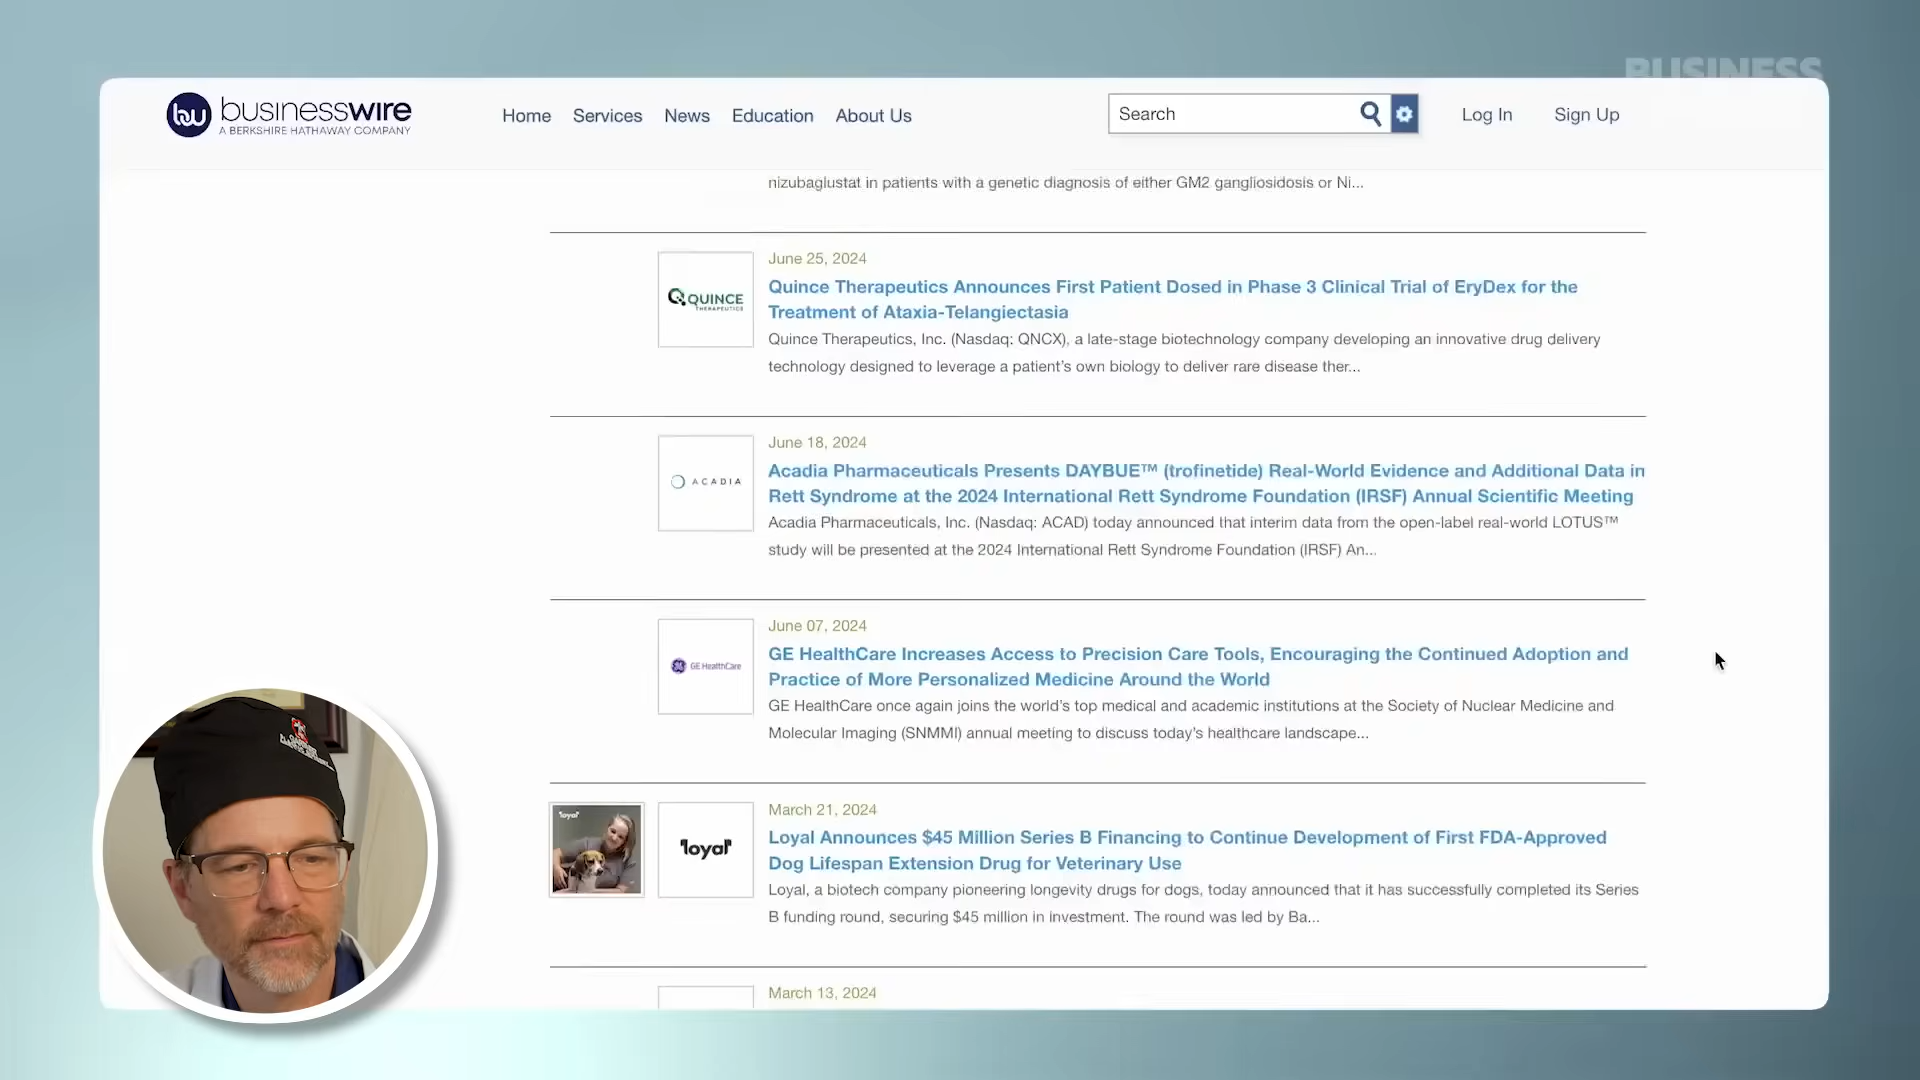 BUSINESS
bw businesswire
A BERKSHIRE HATHAWAY COMPANY
Home Services News Education About Us
Search
Log In Sign Up
nizubaglustat in patients with a genetic diagnosis of either GM2 gangliosidosis or Ni...
QUINCE
THERAPEUTICS
June 25, 2024
Quince Therapeutics Announces First Patient Dosed in Phase 3 Clinical Trial of EryDex for the
Treatment of Ataxia-Telangiectasia
Quince Therapeutics, Inc. (Nasdaq: QNCX), a late-stage biotechnology company developing an innovative drug delivery
technology designed to leverage a patient’s own biology to deliver rare disease ther...
ACADIA
June 18, 2024
Acadia Pharmaceuticals Presents DAYBUE™ (trofinetide) Real-World Evidence and Additional Data in
Rett Syndrome at the 2024 International Rett Syndrome Foundation (IRSF) Annual Scientific Meeting
Acadia Pharmaceuticals, Inc. (Nasdaq: ACAD) today announced that interim data from the open-label real-world LOTUS™
study will be presented at the 2024 International Rett Syndrome Foundation (IRSF) An...
GE HealthCare
June 07, 2024
GE HealthCare Increases Access to Precision Care Tools, Encouraging the Continued Adoption and
Practice of More Personalized Medicine Around the World
GE HealthCare once again joins the world’s top medical and academic institutions at the Society of Nuclear Medicine and
Molecular Imaging (SNMMI) annual meeting to discuss today’s healthcare landscape...
loyal
loyal
March 21, 2024
Loyal Announces $45 Million Series B Financing to Continue Development of First FDA-Approved
Dog Lifespan Extension Drug for Veterinary Use
Loyal, a biotech company pioneering longevity drugs for dogs, today announced that it has successfully completed its Series
B funding round, securing $45 million in investment. The round was led by Ba...
March 13, 2024